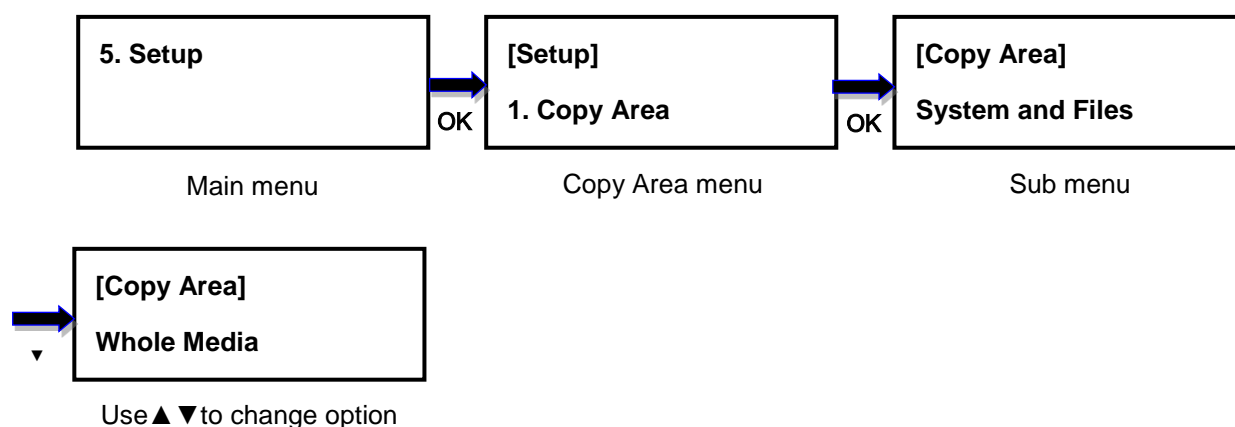 5. Setup
OK
[Setup]
1. Copy Area
OK
[Copy Area]
System and Files
Main menu
Copy Area menu
Sub menu
▼
[Copy Area]
Whole Media
Use▲ ▼to change option